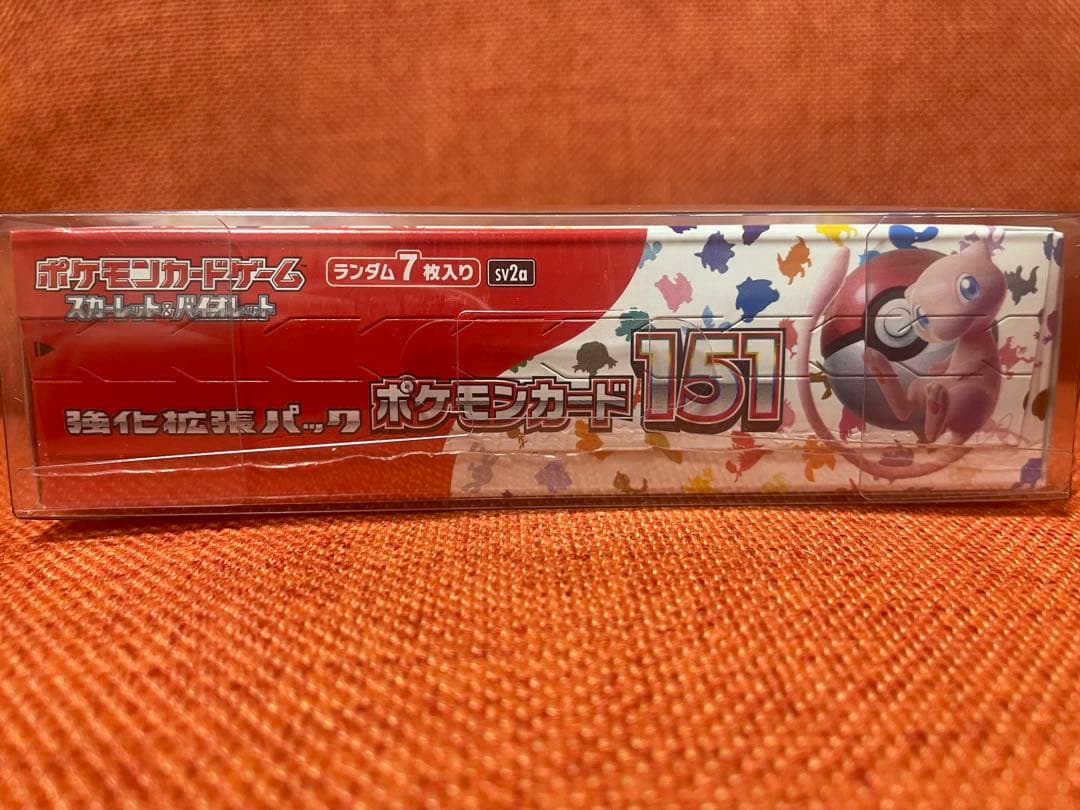 ポケモンカードゲーム
スカーレット&バイオレット
ランダム7枚入り
sv2a
強化拡張パック
ポケモンカード151